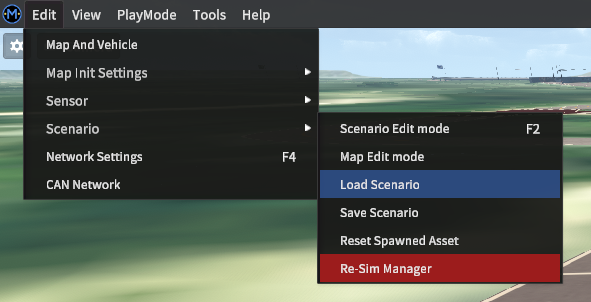 Edit View PlayMode Tools Help
Map And Vehicle
Map Init Settings
Sensor
Scenario
Network Settings F4
CAN Network
Scenario Edit mode F2
Map Edit mode
Load Scenario
Save Scenario
Reset Spawned Asset
Re-Sim Manager